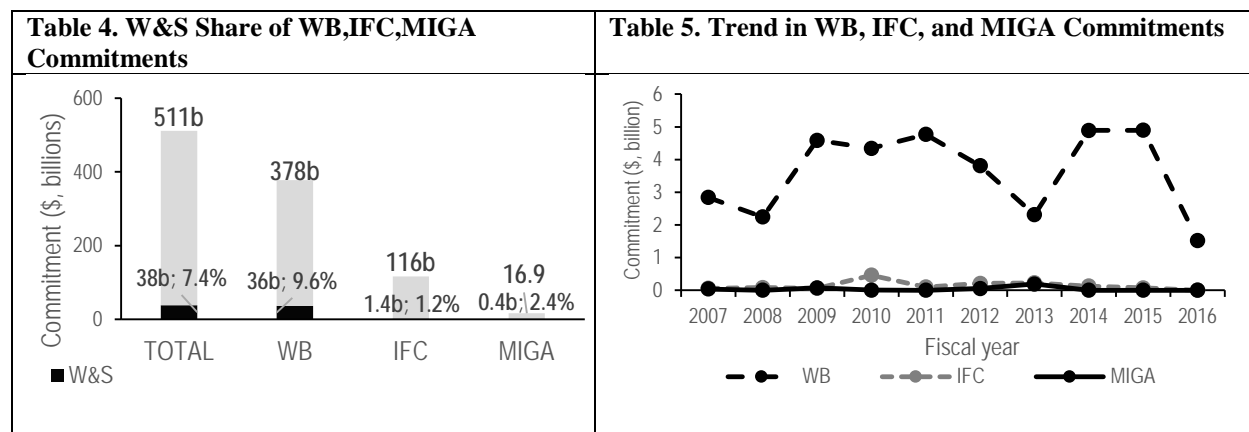 Table 4. W&S Share of WB,IFC,MIGA
Commitments
Commitment ($, billions)
600
400
200
0
511b
378b
116b
16.9
38b; 7.4%
36b; 9.6%
1.4b; 1.2%
0.4b; 2.4%
TOTAL
WB
IFC
MIGA
W&S
Table 5. Trend in WB, IFC, and MIGA Commitments
Commitment ($, billion)
6
5
4
3
2
1
0
2007 2008 2009 2010 2011 2012 2013 2014 2015 2016
Fiscal year
WB
IFC
MIGA